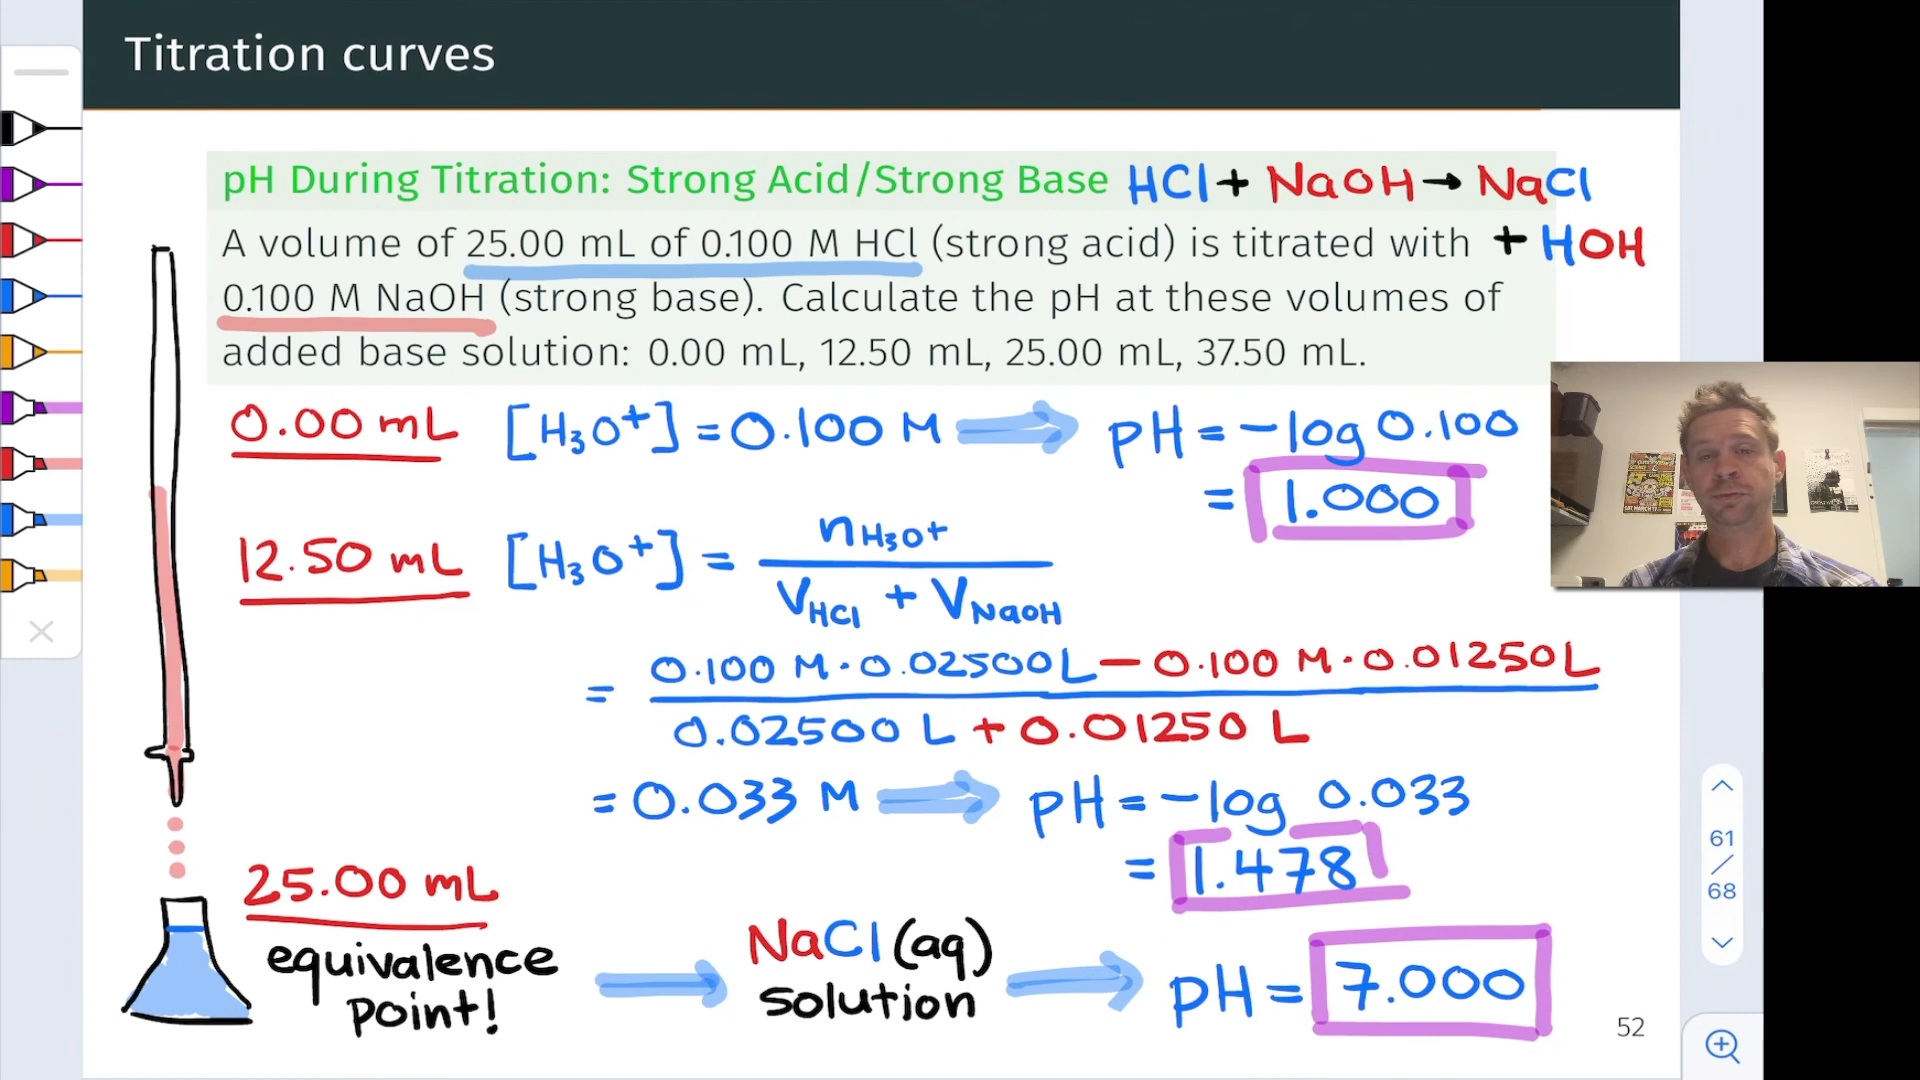 Titration curves
pH During Titration: Strong Acid/Strong Base HCl + NaOH → NaCl
+ HOH
A volume of 25.00 mL of 0.100 M HCl (strong acid) is titrated with
0.100 M NaOH (strong base). Calculate the pH at these volumes of
added base solution: 0.00 mL, 12.50 mL, 25.00 mL, 37.50 mL.
0.00 mL [H₃O⁺] = 0.100 M ⇒ pH = -log 0.100
= 1.000
12.50 mL [H₃O⁺] = nH₃O⁺
VHCl + VNaOH
= 0.100 M · 0.02500 L - 0.100 M · 0.01250 L
0.02500 L + 0.01250 L
= 0.033 M ⇒ pH = -log 0.033
= 1.478
25.00 mL
equivalence
point! ⇒ NaCl(aq)
solution ⇒ pH = 7.000
52
61
/
68